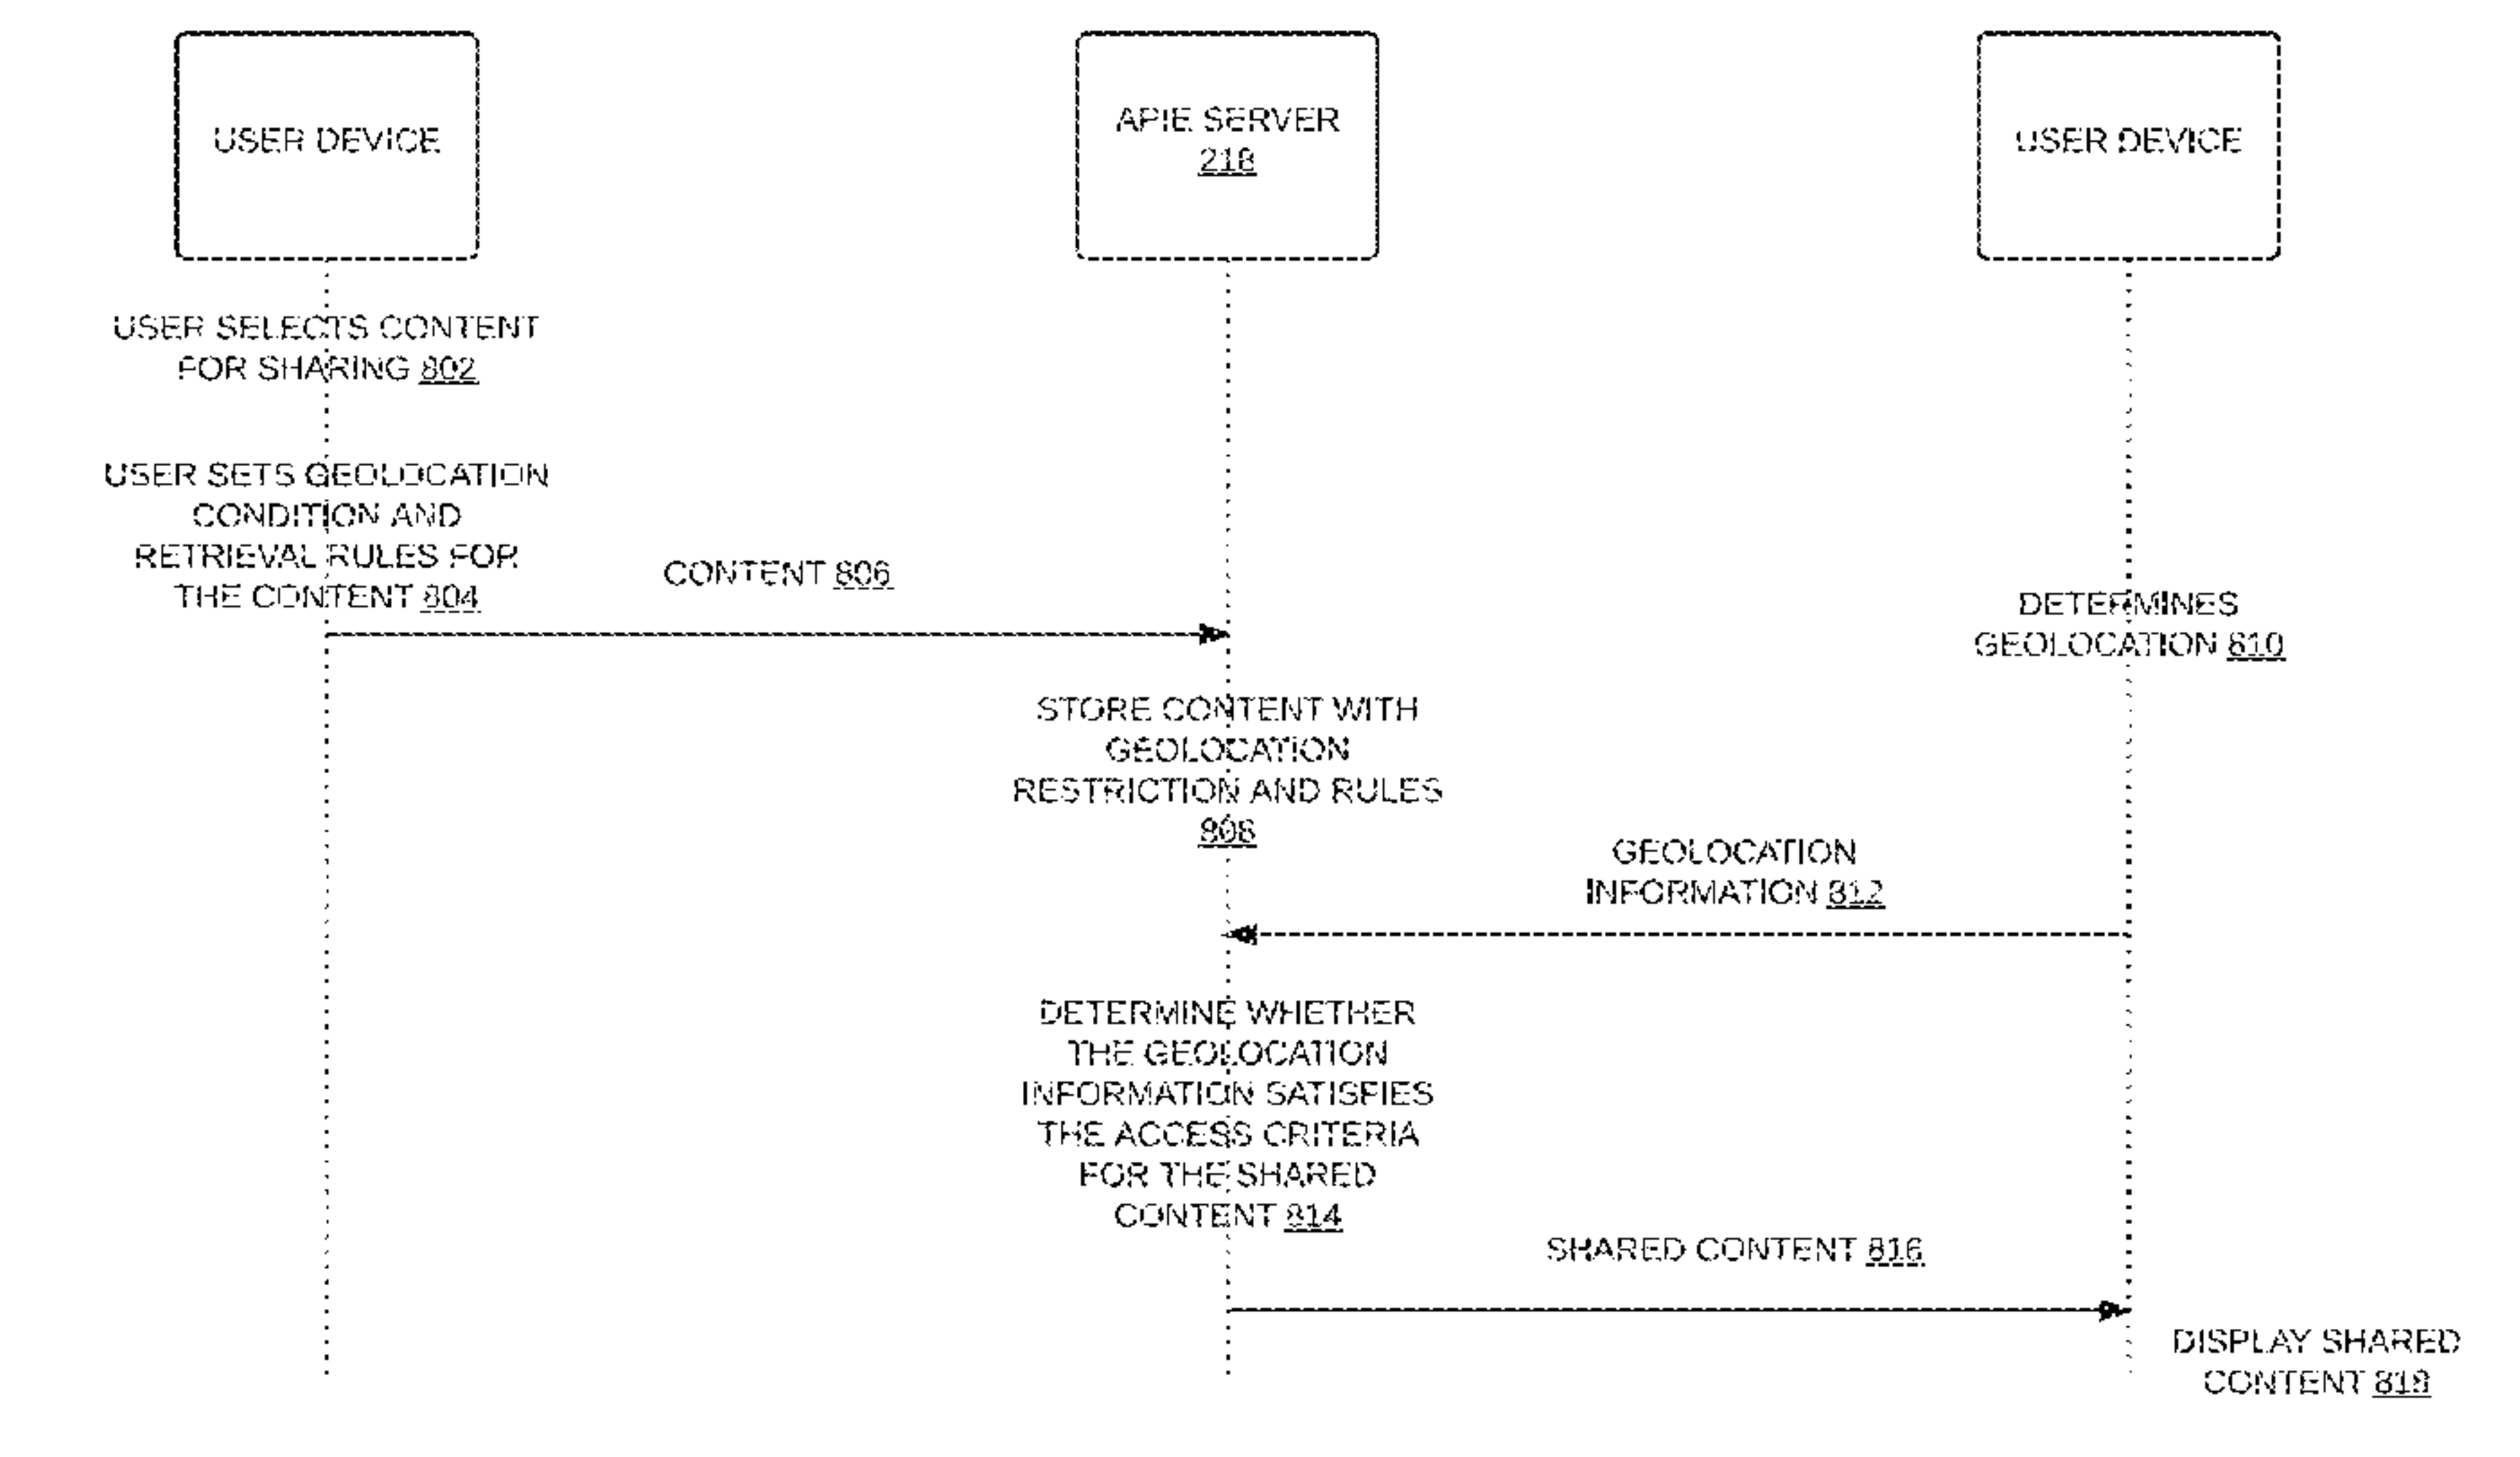 USER DEVICE
APIE SERVER
218
USER DEVICE
USER SELECTS CONTENT
FOR SHARING 802
USER SETS GEOLOCATION
CONDITION AND
RETRIEVAL RULES FOR
THE CONTENT 804
CONTENT 806
DETERMINES
GEOLOCATION 810
STORE CONTENT WITH
GEOLOCATION
RESTRICTION AND RULES
808
GEOLOCATION
INFORMATION 812
DETERMINE WHETHER
THE GEOLOCATION
INFORMATION SATISFIES
THE ACCESS CRITERIA
FOR THE SHARED
CONTENT 814
SHARED CONTENT 816
DISPLAY SHARED
CONTENT 818